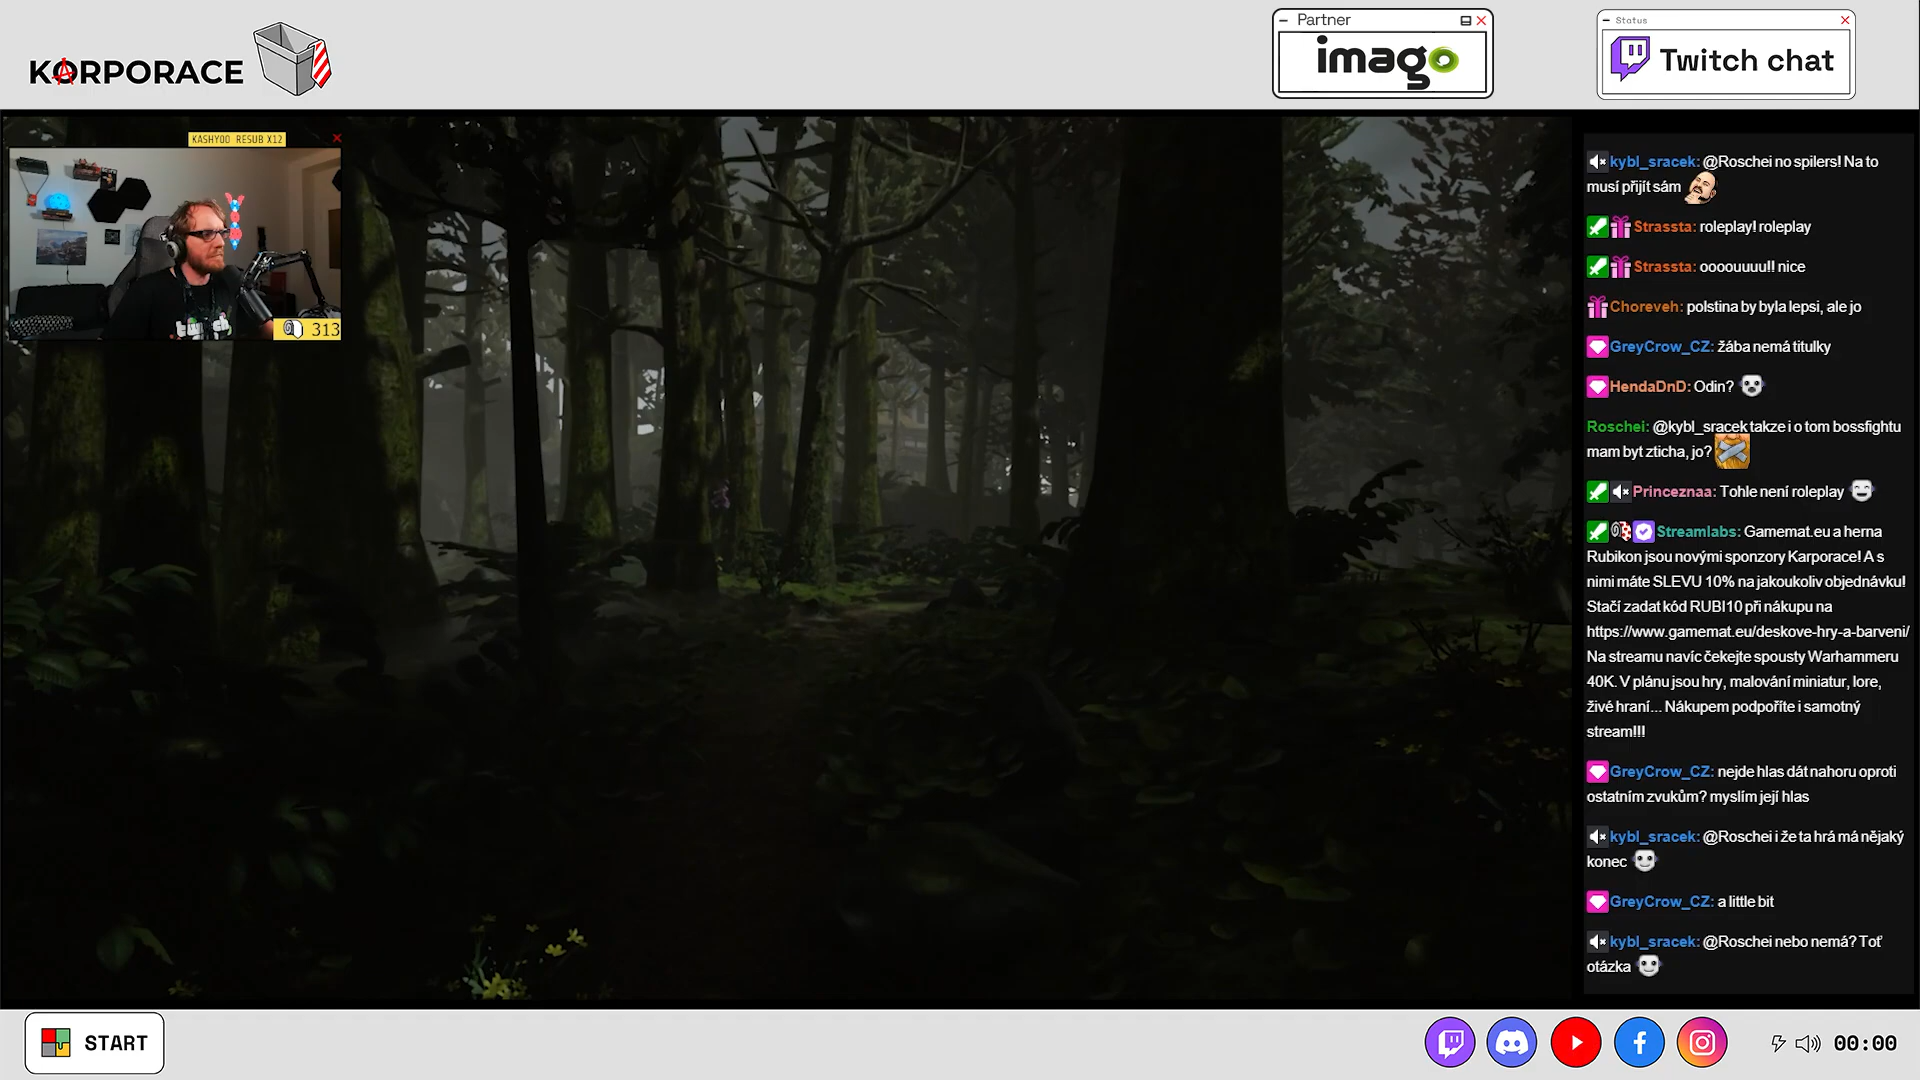 KARPORACE
Partner
imago
Status
Twitch chat
KASHYOO RESUB X12
313
kybl_sracek: @Roschei no spilers! Na to
musí přijít sám
Strassta: roleplay! roleplay
Strassta: oooouuuu!! nice
Choreveh: polstina by byla lepsi, ale jo
GreyCrow_CZ: žába nemá titulky
HendaDnD: Odin?
Roschei: @kybl_sracek takze i o tom bossfightu
mam byt zticha, jo?
Princeznaa: Tohle není roleplay
Streamlabs: Gamemat.eu a herna
Rubikon jsou novými sponzory Karporace! A s
nimi máte SLEVU 10% na jakoukoliv objednávku!
Stačí zadat kód RUBI10 při nákupu na
https://www.gamemat.eu/deskove-hry-a-barveni/
Na streamu navíc čekejte spousty Warhammeru
40K. V plánu jsou hry, malování miniatur, lore,
živé hraní... Nákupem podpoříte i samotný
stream!!!
GreyCrow_CZ: nejde hlas dát nahoru oproti
ostatním zvukům? myslím její hlas
kybl_sracek: @Roschei i že ta hrá má nějaký
konec
GreyCrow_CZ: a little bit
kybl_sracek: @Roschei nebo nemá? Toť
otázka
START
00:00